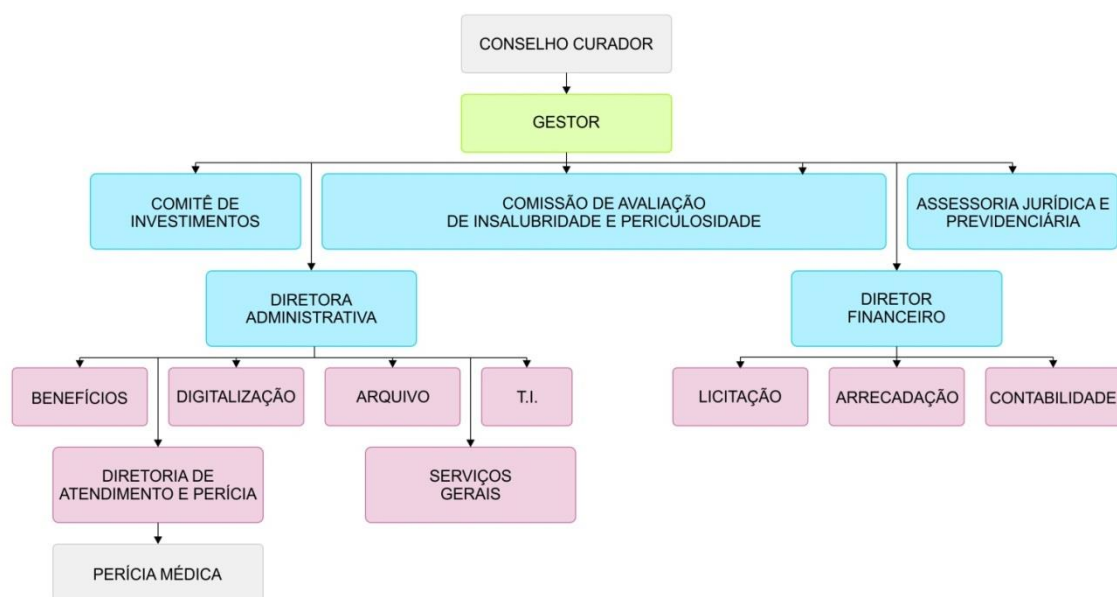 CONSELHO CURADOR
GESTOR
COMITÊ DE
INVESTIMENTOS
COMISSÃO DE AVALIAÇÃO
DE INSALUBRIDADE E PERICULOSIDADE
ASSESSORIA JURÍDICA E
PREVIDENCIÁRIA
DIRETORA
ADMINISTRATIVA
DIRETOR
FINANCEIRO
BENEFÍCIOS
DIGITALIZAÇÃO
ARQUIVO
T.I.
LICITAÇÃO
ARRECADAÇÃO
CONTABILIDADE
DIRETORIA DE
ATENDIMENTO E PERÍCIA
SERVIÇOS
GERAIS
PERÍCIA MÉDICA